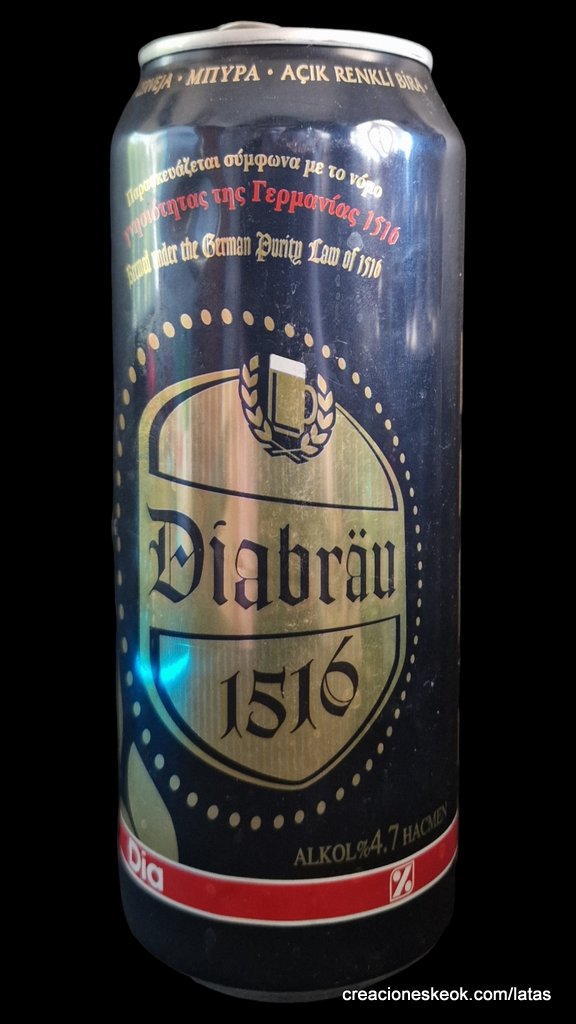 · ΜΠΥΡΑ · AÇIK RENKLİ BİRA ·
Παρασκευάζεται σύμφωνα με το νόμο
της Γερμανίας 1516
under the German Purity Law of 1516
Diabräu
1516
ALKOL %4.7 HACMEN
Dia %
creacioneskeok.com/latas